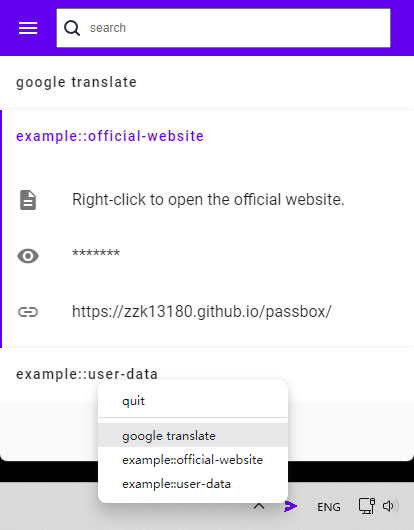 search
google translate
example::official-website
Right-click to open the official website.
*******
https://zzk13180.github.io/passbox/
example::user-data
quit
google translate
example::official-website
example::user-data
ENG